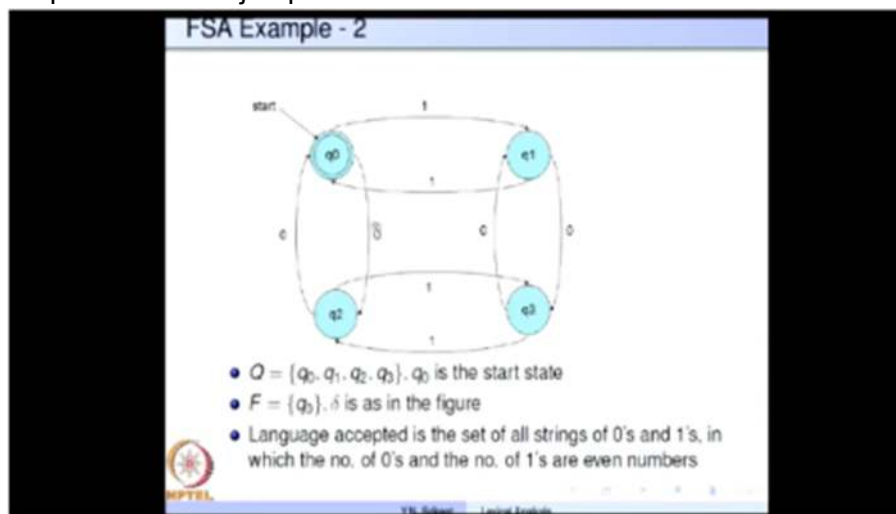 FSA Example - 2
start
1
q0
q1
1
0
0
0
0
1
q2
q3
1
Q = {q₀, q₁, q₂, q₃}, q₀ is the start state
F = {q₀}, δ is as in the figure
Language accepted is the set of all strings of 0's and 1's, in
which the no. of 0's and the no. of 1's are even numbers
NPTEL
Y.N. Srikant Lexical Analysis